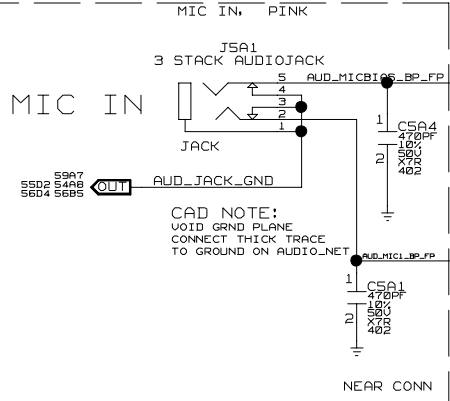 MIC IN, PINK
J5A1
3 STACK AUDIOJACK
5 AUD_MICBIAS_BP_FP
4
MIC IN
3
2
1
JACK
1
C5A4
470PF
10%
50V
X7R
402
2
59A7
55D2 54A8
56D4 56B5
OUT
AUD_JACK_GND
CAD NOTE:
VOID GRND PLANE
CONNECT THICK TRACE
TO GROUND ON AUDIO_NET
AUD_MIC1_BP_FP
1
C5A1
470PF
10%
50V
X7R
402
2
NEAR CONN